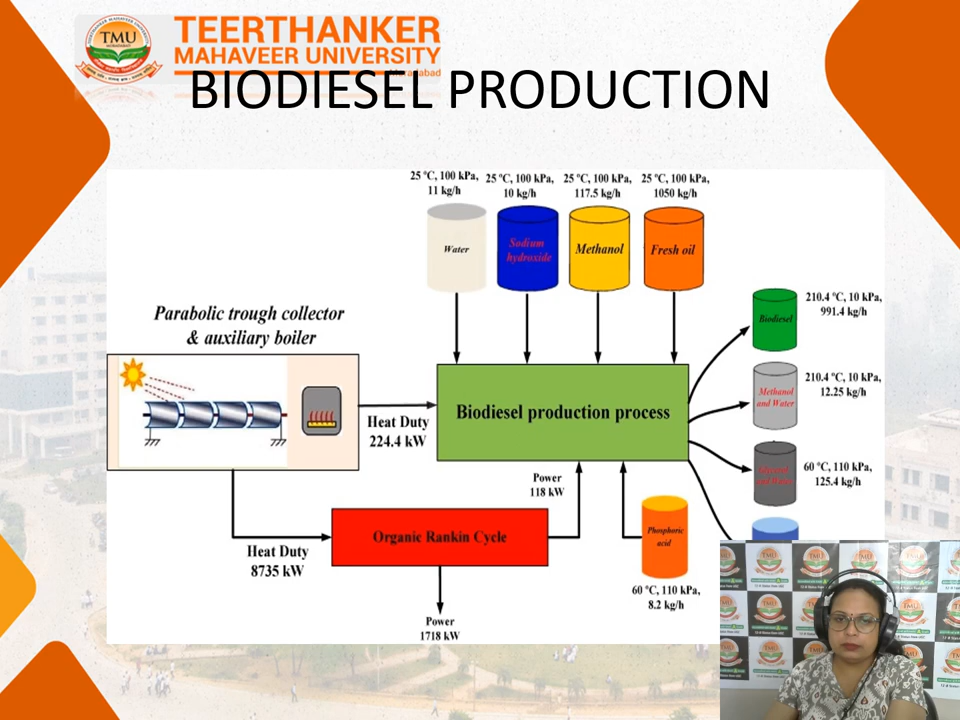 TMU
TEERTHANKER
MAHAVEER UNIVERSITY
BIODIESEL PRODUCTION
25 °C, 100 kPa,
11 kg/h
25 °C, 100 kPa,
10 kg/h
25 °C, 100 kPa,
117.5 kg/h
25 °C, 100 kPa,
1050 kg/h
Water
Sodium
hydroxide
Methanol
Fresh oil
Parabolic trough collector
& auxiliary boiler
Biodiesel
210.4 °C, 10 kPa,
991.4 kg/h
Methanol
and Water
210.4 °C, 10 kPa,
12.25 kg/h
Heat Duty
224.4 kW
Biodiesel production process
60 °C, 110 kPa,
125.4 kg/h
Power
118 kW
Organic Rankin Cycle
Phosphoric
acid
Heat Duty
8735 kW
60 °C, 110 kPa,
8.2 kg/h
Power
1718 kW